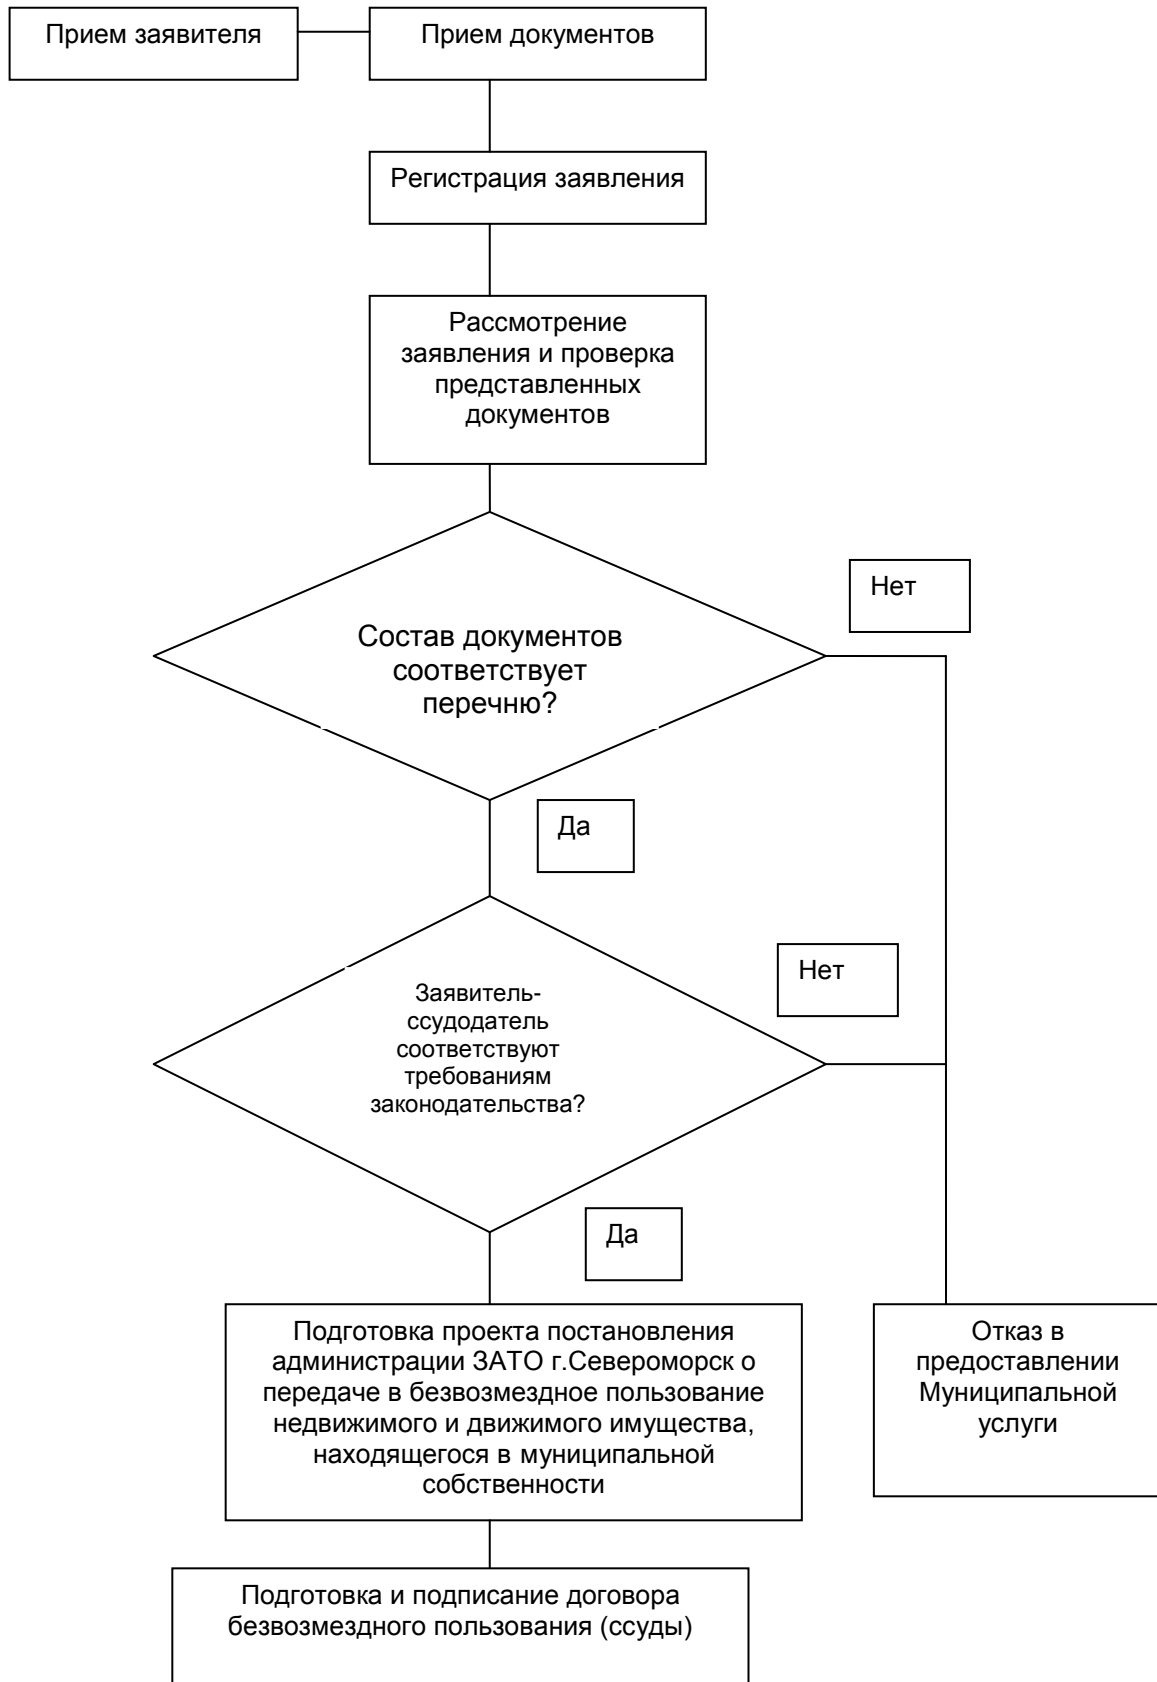 Прием заявителя
Прием документов
Регистрация заявления
Рассмотрение
заявления и проверка
представленных
документов
Нет
Состав документов
соответствует
перечню?
Да
Нет
Заявитель-
ссудодатель
соответствуют
требованиям
законодательства?
Да
Подготовка проекта постановления
администрации ЗАТО г.Североморск о
передаче в безвозмездное пользование
недвижимого и движимого имущества,
находящегося в муниципальной
собственности
Отказ в
предоставлении
Муниципальной
услуги
Подготовка и подписание договора
безвозмездного пользования (ссуды)